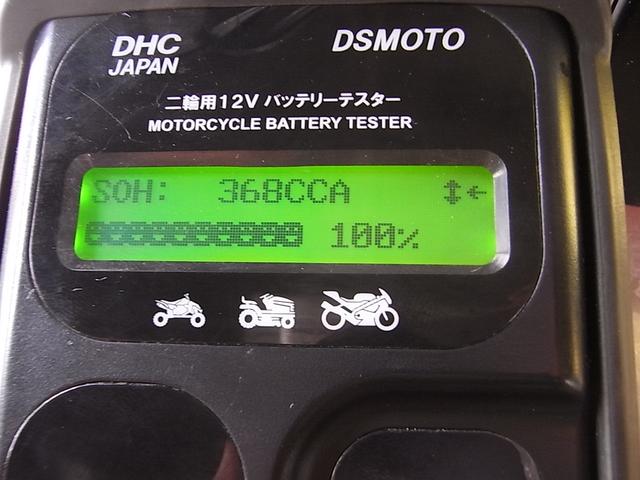 DHC
JAPAN
DSMOTO
二輪用12V バッテリーテスター
MOTORCYCLE BATTERY TESTER
SOH: 368CCA ↕←
100%